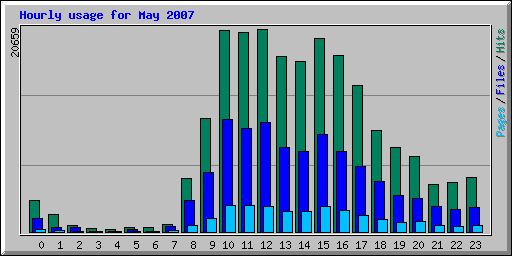 Hourly usage for May 2007
20659
Pages / Files / Hits
0 1 2 3 4 5 6 7 8 9 10 11 12 13 14 15 16 17 18 19 20 21 22 23